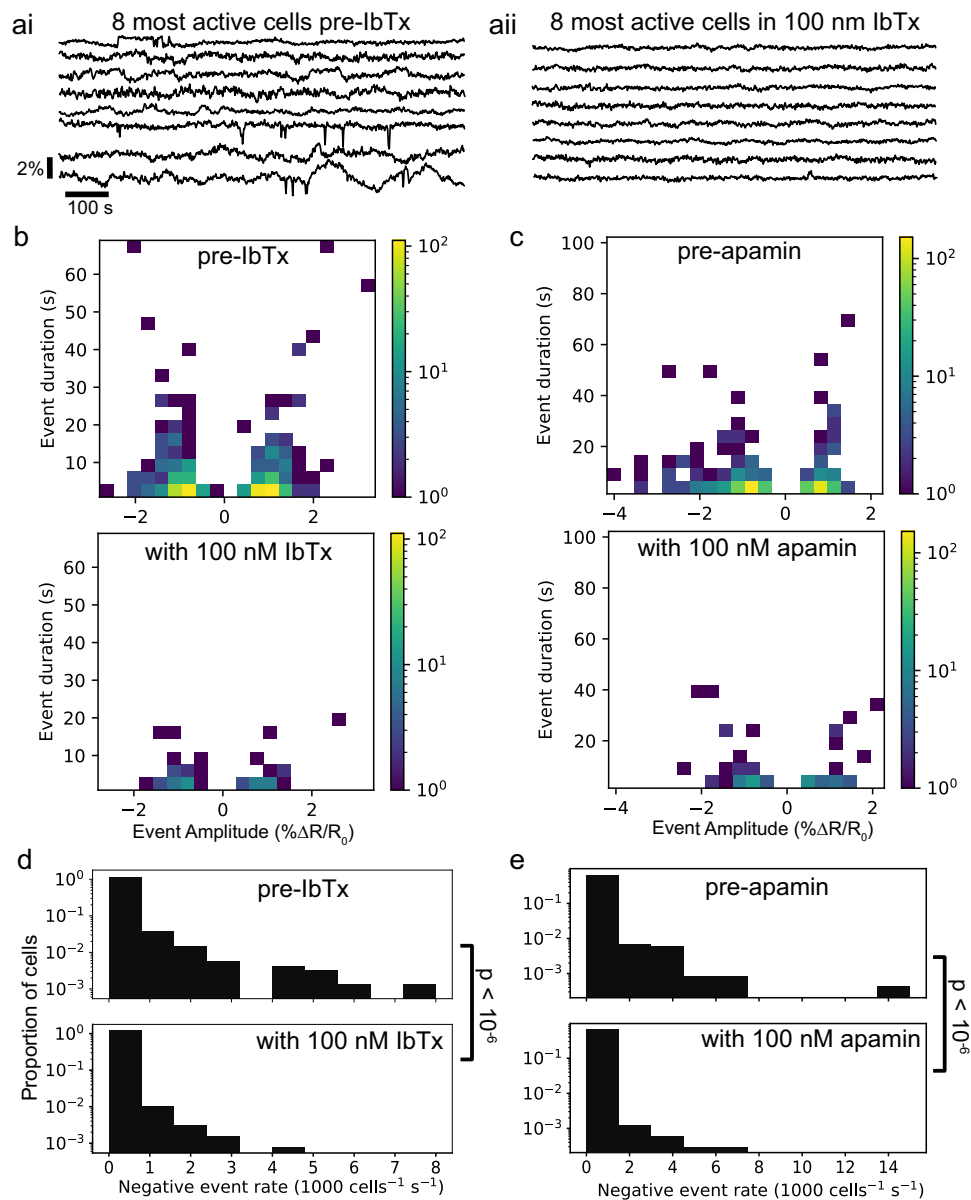 ai
8 most active cells pre-IbTx
aii
8 most active cells in 100 nm IbTx
2%
100 s
b
pre-IbTx
Event duration (s)
60
50
40
30
20
10
−2
0
2
10²
10¹
10⁰
c
pre-apamin
Event duration (s)
100
80
60
40
20
−4
−2
0
2
10²
10¹
10⁰
with 100 nM IbTx
Event duration (s)
60
50
40
30
20
10
−2
0
2
Event Amplitude (%ΔR/R₀)
10²
10¹
10⁰
with 100 nM apamin
Event duration (s)
100
80
60
40
20
−4
−2
0
2
Event Amplitude (%ΔR/R₀)
10²
10¹
10⁰
d
pre-IbTx
10⁰
10⁻¹
10⁻²
10⁻³
Proportion of cells
with 100 nM IbTx
10⁰
10⁻¹
10⁻²
10⁻³
0
1
2
3
4
5
6
7
8
Negative event rate (1000 cells⁻¹ s⁻¹)
p < 10⁻⁶
e
pre-apamin
10⁻¹
10⁻²
10⁻³
with 100 nM apamin
10⁻¹
10⁻²
10⁻³
0
2
4
6
8
10
12
14
Negative event rate (1000 cells⁻¹ s⁻¹)
p < 10⁻⁶